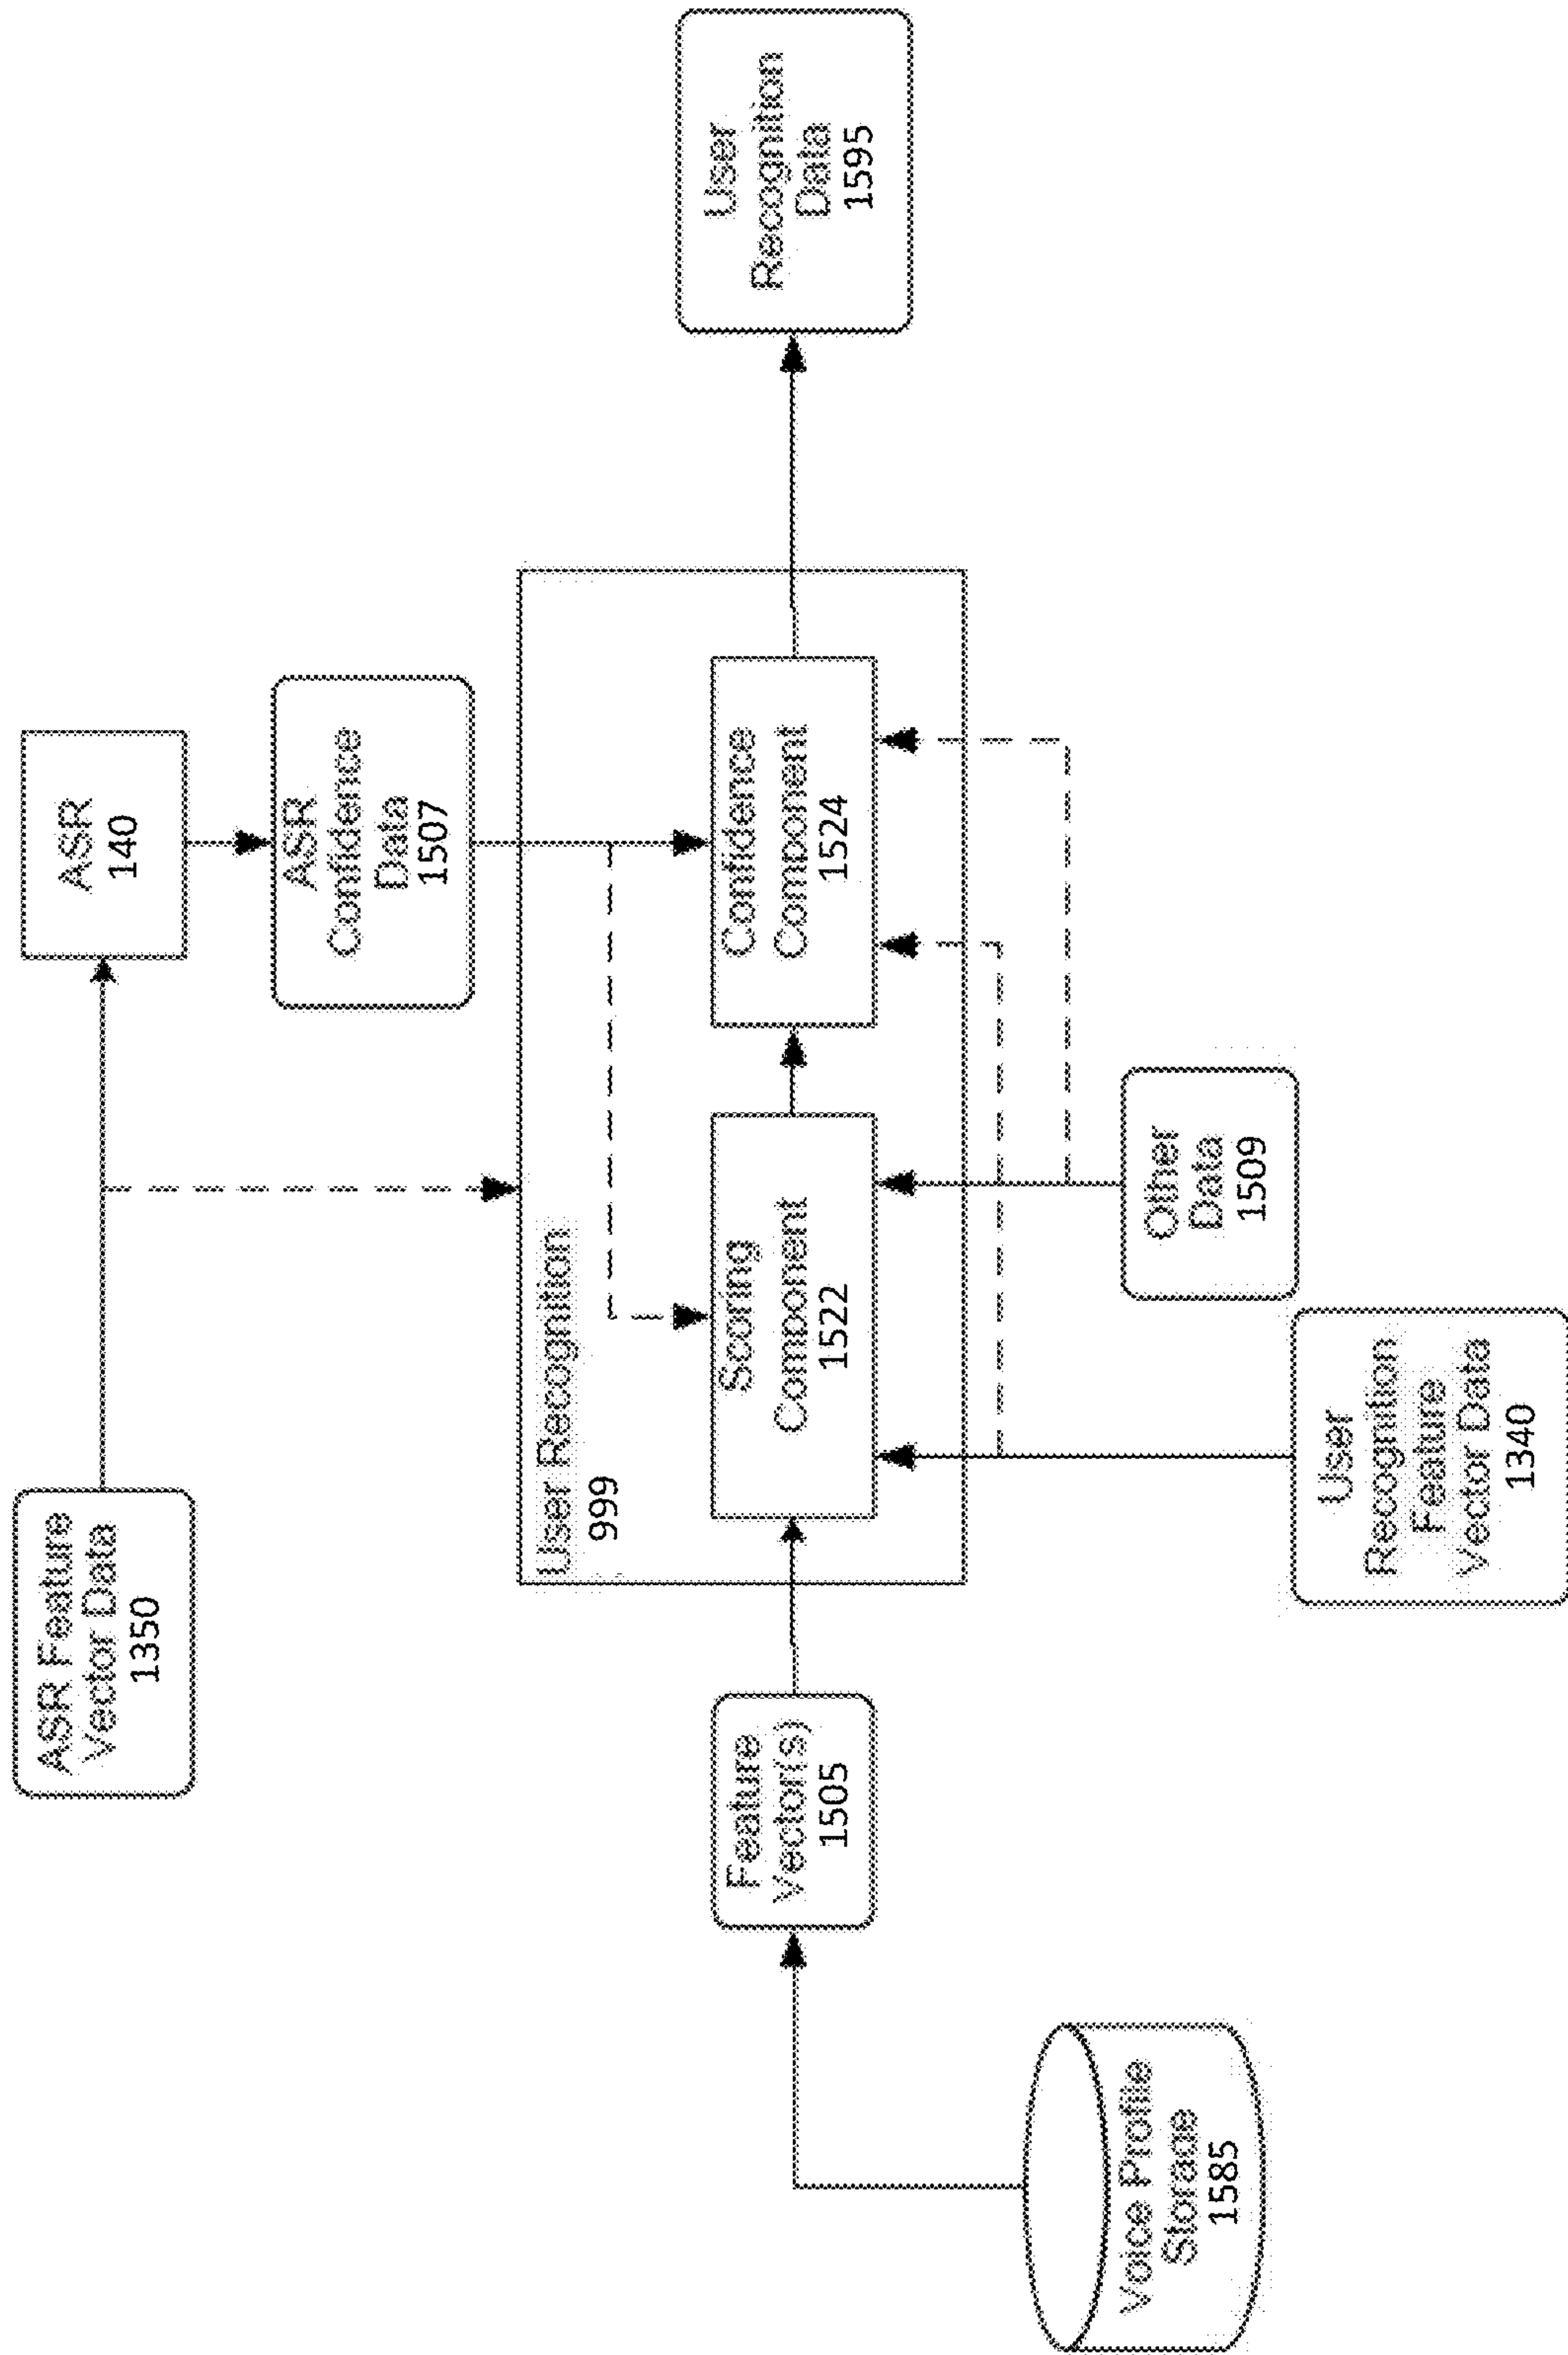 ASR Feature
Vector Data
1350
ASR
140
ASR
Confidence
Data
1507
User Recognition
999
Voice Profile
Storage
1585
Feature
Vector(s)
1505
Scoring
Component
1522
Confidence
Component
1524
User
Recognition
Data
1595
Other
Data
1509
User
Recognition
Feature
Vector Data
1340